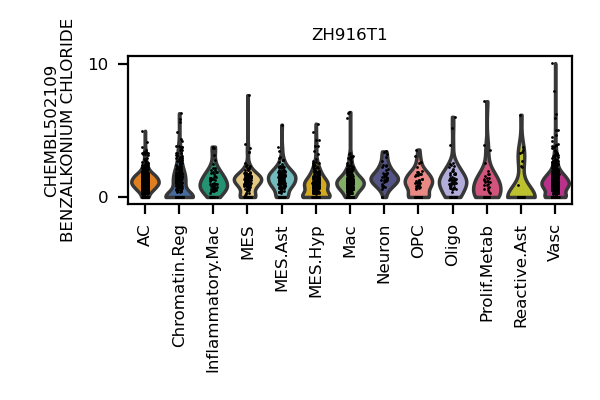 ZH916T1
CHEMBL502109
BENZALKONIUM CHLORIDE
10
0
AC
Chromatin.Reg
Inflammatory.Mac
MES
MES.Ast
MES.Hyp
Mac
Neuron
OPC
Oligo
Prolif.Metab
Reactive.Ast
Vasc